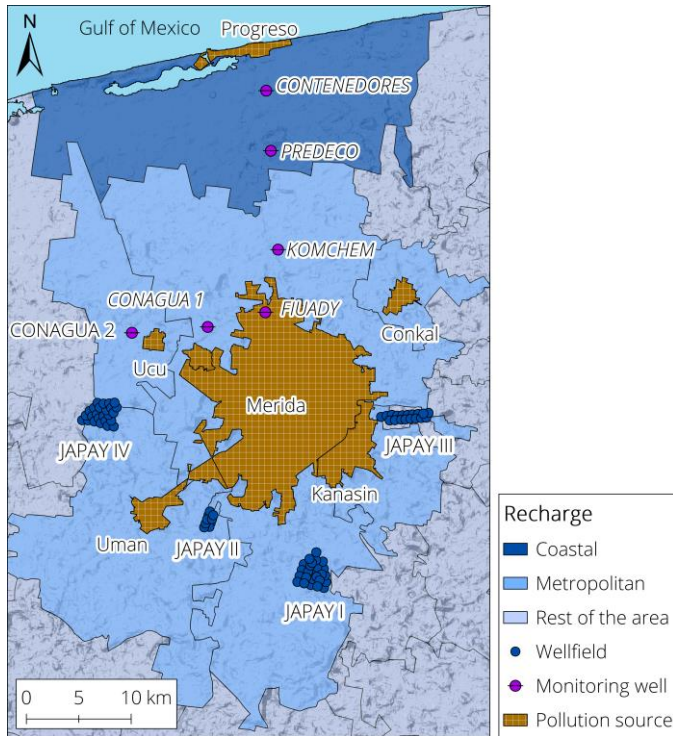 N
Gulf of Mexico
Progreso
CONTENEDORES
PREDECO
KOMCHEM
CONAGUA 1
FIUADY
CONAGUA 2
Ucu
Conkal
Merida
JAPAY IV
JAPAY III
Kanasin
Uman
JAPAY II
JAPAY I
0 5 10 km
Recharge
Coastal
Metropolitan
Rest of the area
Wellfield
Monitoring well
Pollution source